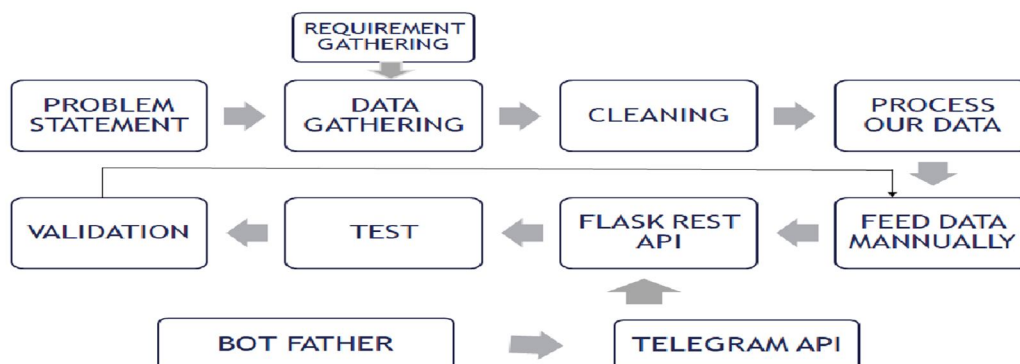 REQUIREMENT
GATHERING
PROBLEM
STATEMENT
DATA
GATHERING
CLEANING
PROCESS
OUR DATA
VALIDATION
TEST
FLASK REST
API
FEED DATA
MANNUALLY
BOT FATHER
TELEGRAM API